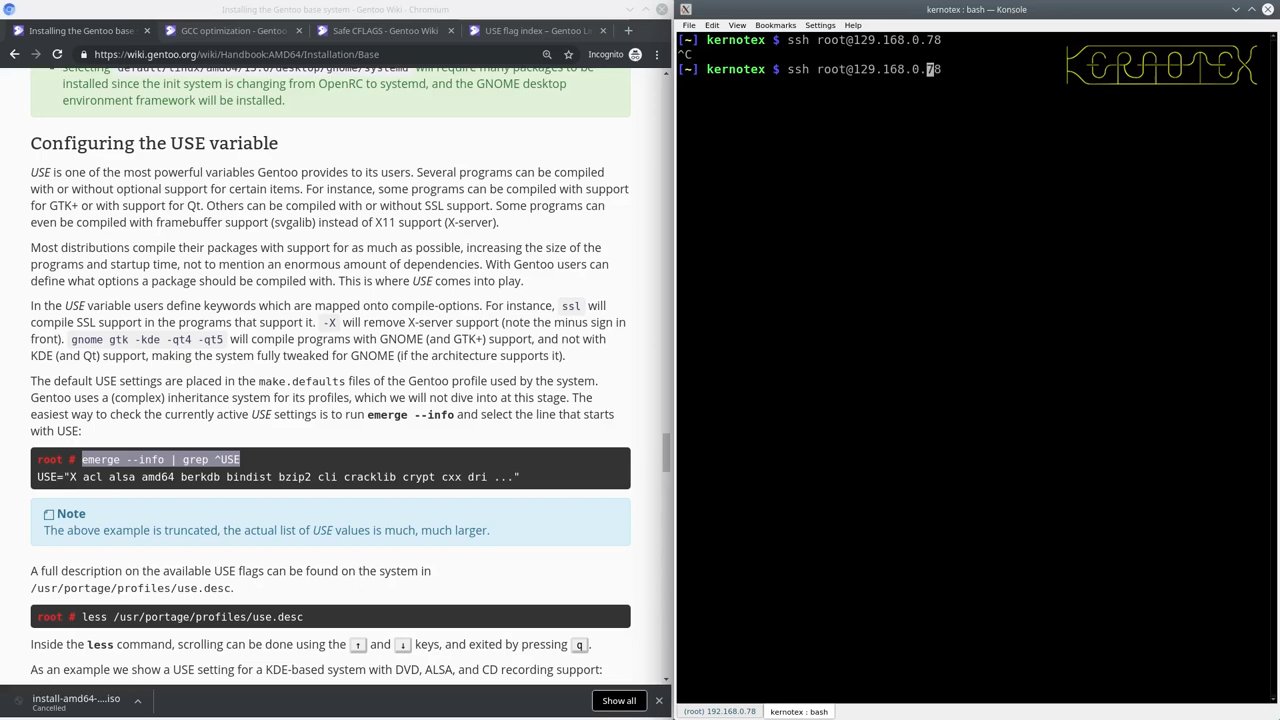 Installing the Gentoo base system - Gentoo Wiki - Chromium
Installing the Gentoo base
GCC optimization - Gentoo
Safe CFLAGS - Gentoo Wiki
USE flag index – Gentoo L
https://wiki.gentoo.org/wiki/Handbook:AMD64/Installation/Base
Incognito
selecting default/linux/amd64/13.0/desktop/gnome/systemd will require many packages to be
installed since the init system is changing from OpenRC to systemd, and the GNOME desktop
environment framework will be installed.
Configuring the USE variable
USE is one of the most powerful variables Gentoo provides to its users. Several programs can be compiled
with or without optional support for certain items. For instance, some programs can be compiled with support
for GTK+ or with support for Qt. Others can be compiled with or without SSL support. Some programs can
even be compiled with framebuffer support (svgalib) instead of X11 support (X-server).
Most distributions compile their packages with support for as much as possible, increasing the size of the
programs and startup time, not to mention an enormous amount of dependencies. With Gentoo users can
define what options a package should be compiled with. This is where USE comes into play.
In the USE variable users define keywords which are mapped onto compile-options. For instance, ssl will
compile SSL support in the programs that support it. -X will remove X-server support (note the minus sign in
front). gnome gtk -kde -qt4 -qt5 will compile programs with GNOME (and GTK+) support, and not with
KDE (and Qt) support, making the system fully tweaked for GNOME (if the architecture supports it).
The default USE settings are placed in the make.defaults files of the Gentoo profile used by the system.
Gentoo uses a (complex) inheritance system for its profiles, which we will not dive into at this stage. The
easiest way to check the currently active USE settings is to run emerge --info and select the line that starts
with USE:
root # emerge --info | grep ^USE
USE="X acl alsa amd64 berkdb bindist bzip2 cli cracklib crypt cxx dri ..."
Note
The above example is truncated, the actual list of USE values is much, much larger.
A full description on the available USE flags can be found on the system in
/usr/portage/profiles/use.desc.
root # less /usr/portage/profiles/use.desc
Inside the less command, scrolling can be done using the ↑ and ↓ keys, and exited by pressing q.
As an example we show a USE setting for a KDE-based system with DVD, ALSA, and CD recording support:
install-amd64-....iso
Cancelled
Show all
kernotex : bash — Konsole
File Edit View Bookmarks Settings Help
[~] kernotex $ ssh root@129.168.0.78
^C
[~] kernotex $ ssh root@129.168.0.78
KERNOTEX
(root) 192.168.0.78
kernotex : bash